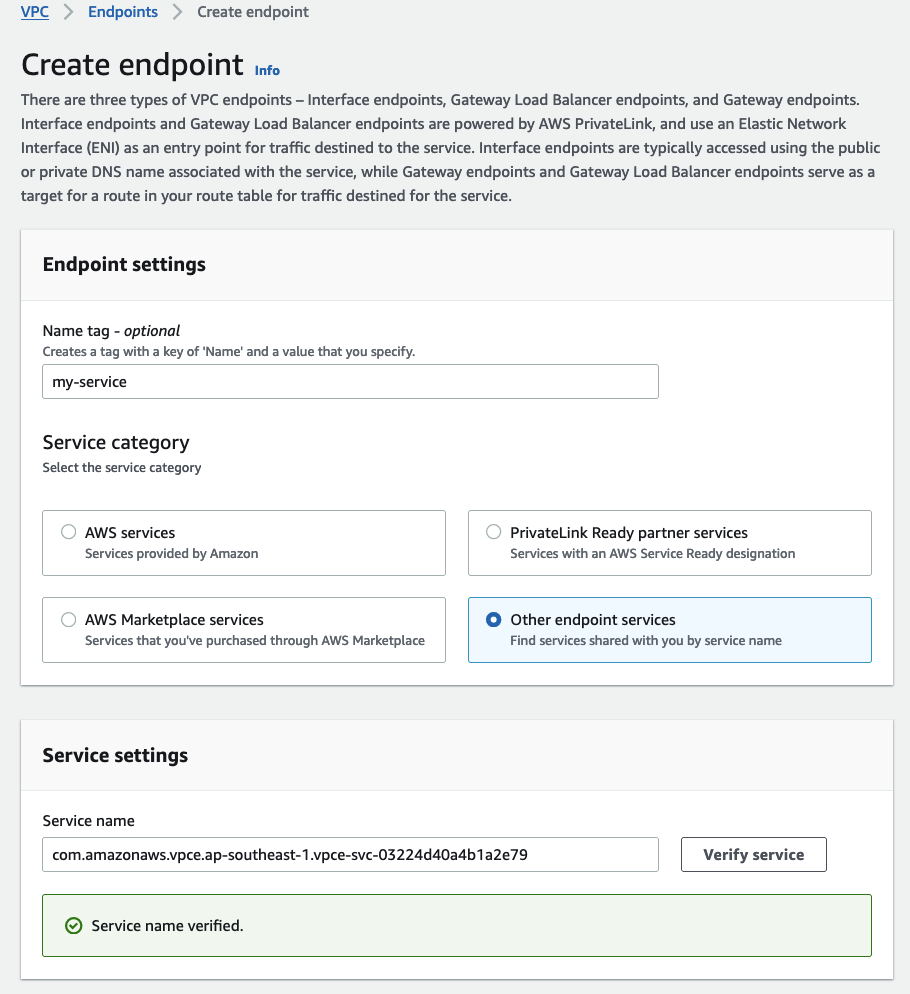 VPC > Endpoints > Create endpoint
Create endpoint Info
There are three types of VPC endpoints – Interface endpoints, Gateway Load Balancer endpoints, and Gateway endpoints.
Interface endpoints and Gateway Load Balancer endpoints are powered by AWS PrivateLink, and use an Elastic Network
Interface (ENI) as an entry point for traffic destined to the service. Interface endpoints are typically accessed using the public
or private DNS name associated with the service, while Gateway endpoints and Gateway Load Balancer endpoints serve as a
target for a route in your route table for traffic destined for the service.
Endpoint settings
Name tag - optional
Creates a tag with a key of 'Name' and a value that you specify.
my-service
Service category
Select the service category
AWS services
Services provided by Amazon
PrivateLink Ready partner services
Services with an AWS Service Ready designation
AWS Marketplace services
Services that you've purchased through AWS Marketplace
Other endpoint services
Find services shared with you by service name
Service settings
Service name
com.amazonaws.vpce.ap-southeast-1.vpce-svc-03224d40a4b1a2e79
Verify service
Service name verified.